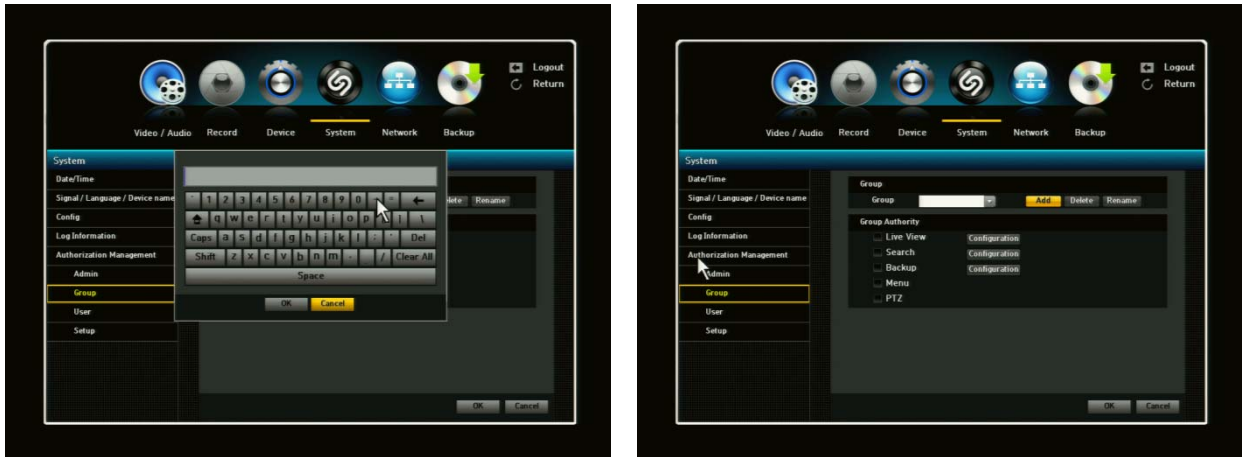 Logout
Return
Video / Audio Record Device System Network Backup
System
Date/Time
Signal / Language / Device name
Config
Log Information
Authorization Management
Admin
Group
User
Setup
Rename
1 2 3 4 5 6 7 8 9 0
q w e r t y u i o p \
Caps a s d f g h j k l ; Del
Shift z x c v b n m . / Clear All
Space
OK Cancel
OK Cancel
Logout
Return
Video / Audio Record Device System Network Backup
System
Date/Time
Signal / Language / Device name
Config
Log Information
Authorization Management
Admin
Group
User
Setup
Group
Group Add Delete Rename
Group Authority
Live View Configuration
Search Configuration
Backup Configuration
Menu
PTZ
OK Cancel